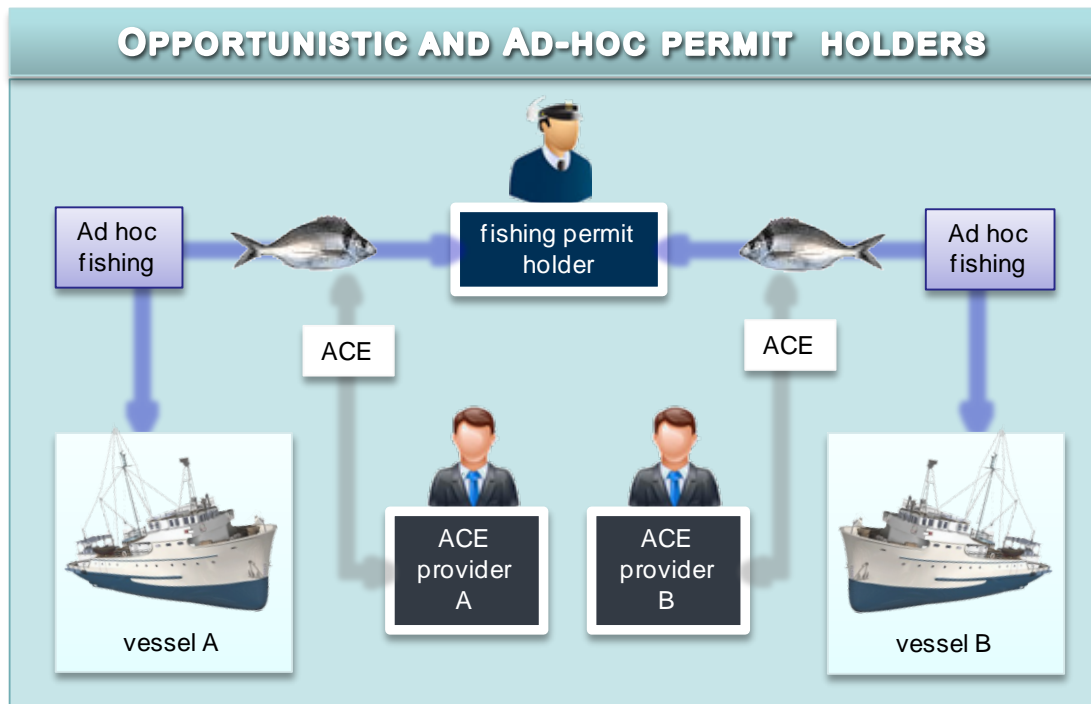 OPPORTUNISTIC AND AD-HOC PERMIT HOLDERS
Ad hoc
fishing
fishing permit
holder
Ad hoc
fishing
ACE
ACE
ACE
provider
A
ACE
provider
B
vessel A
vessel B